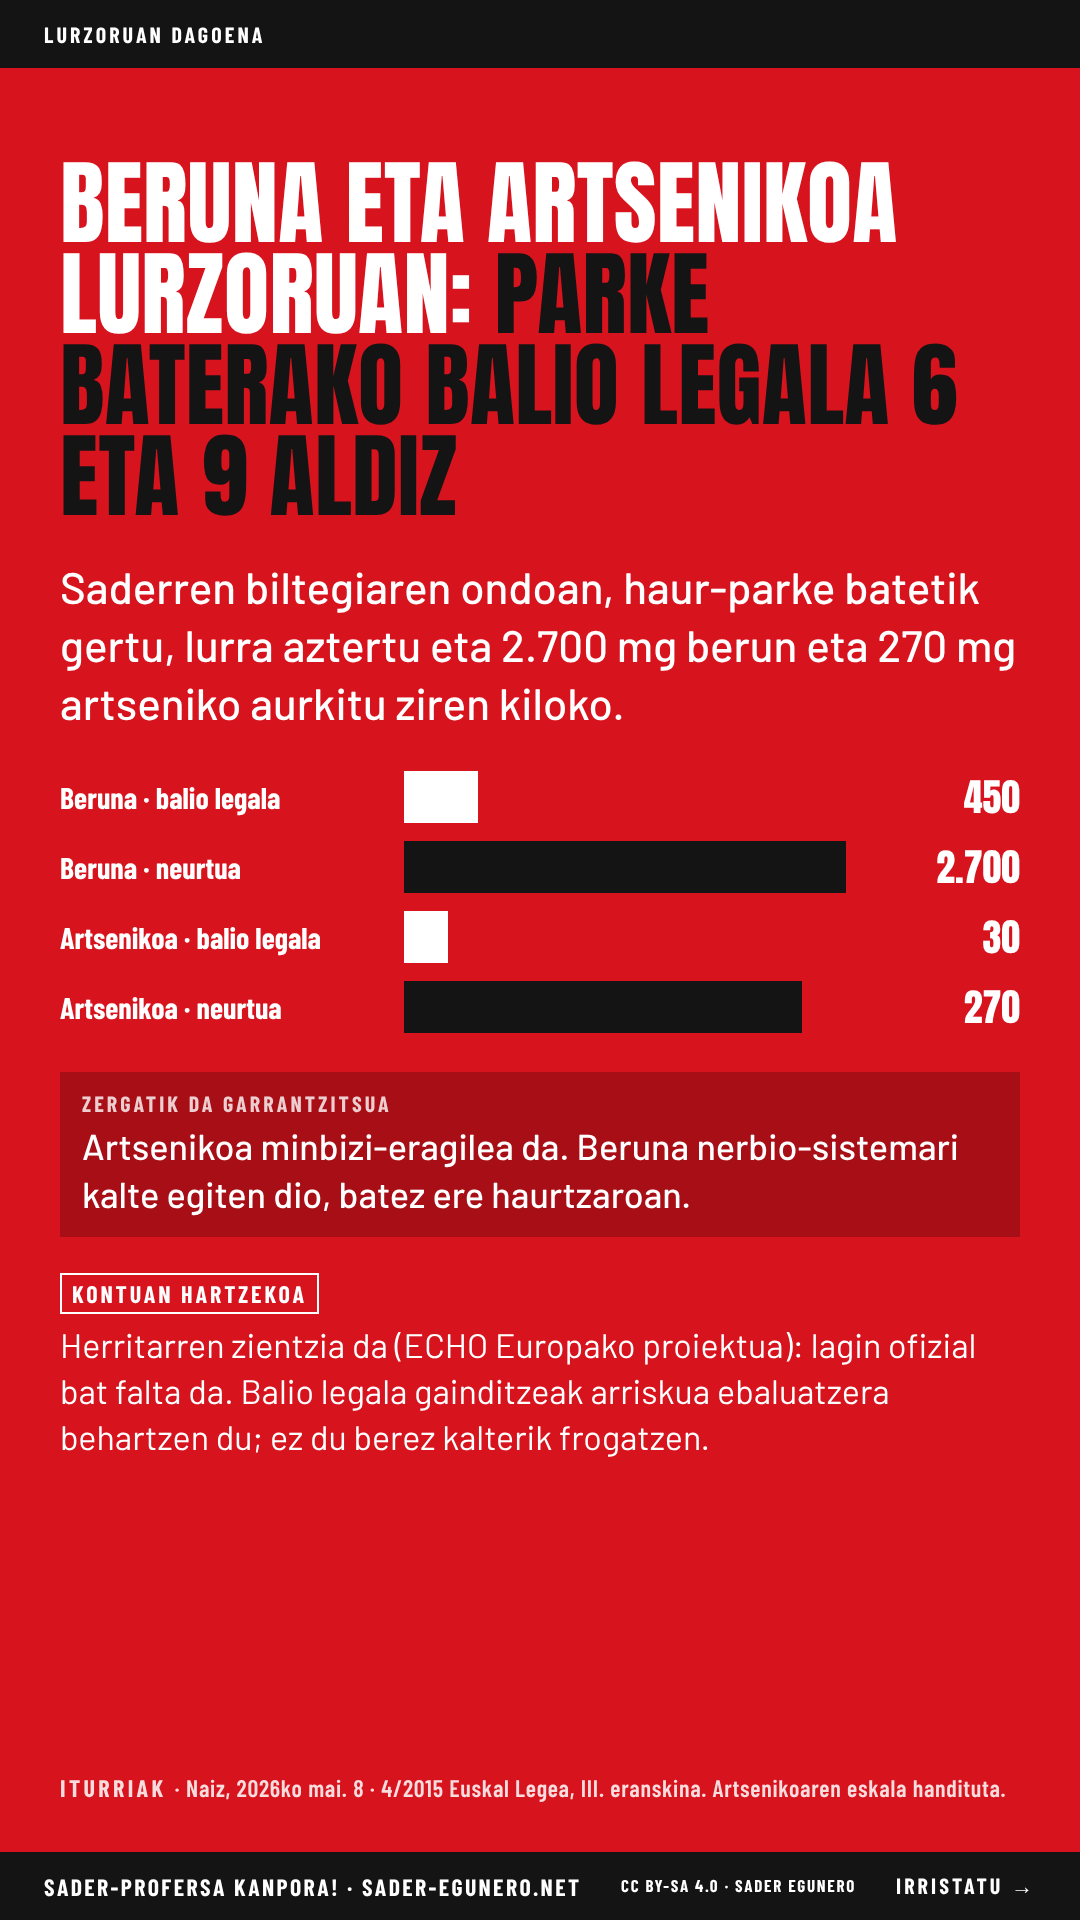 LURZORUAN DAGOENA
BERUNA ETA ARTSENIKOA
LURZORUAN: PARKE
BATERAKO BALIO LEGALA 6
ETA 9 ALDIZ
Saderren biltegiaren ondoan, haur-parke batetik
gertu, lurra aztertu eta 2.700 mg berun eta 270 mg
artseniko aurkitu ziren kiloko.
Beruna · balio legala 450
Beruna · neurtua 2.700
Artsenikoa · balio legala 30
Artsenikoa · neurtua 270
ZERGATIK DA GARRANTZITSUA
Artsenikoa minbizi-eragilea da. Beruna nerbio-sistemari
kalte egiten dio, batez ere haurtzaroan.
KONTUAN HARTZEKOA
Herritarren zientzia da (ECHO Europako proiektua): lagin ofizial
bat falta da. Balio legala gainditzeak arriskua ebaluatzera
behartzen du; ez du berez kalterik frogatzen.
ITURRIAK · Naiz, 2026ko mai. 8 · 4/2015 Euskal Legea, III. eranskina. Artsenikoaren eskala handituta.
SADER-PROFERSA KANPORA! · SADER-EGUNERO.NET CC BY-SA 4.0 · SADER EGUNERO IRRISTATU →